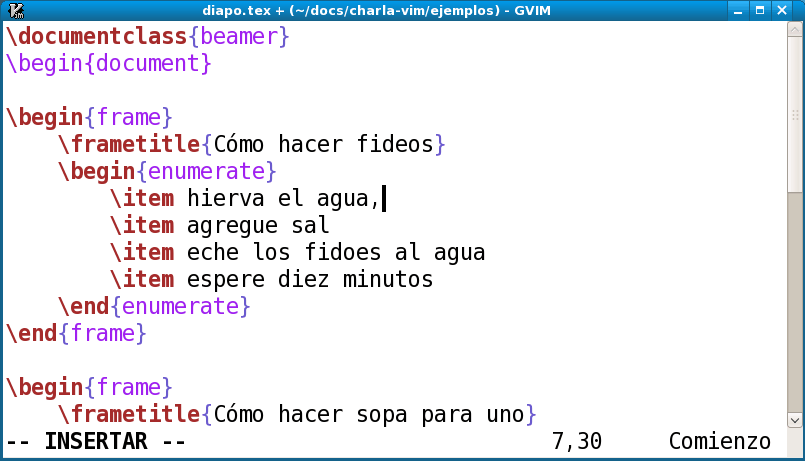 diapo.tex + (~/docs/charla-vim/ejemplos) - GVIM
\documentclass{beamer}
\begin{document}

\begin{frame}
    \frametitle{Cómo hacer fideos}
    \begin{enumerate}
        \item hierva el agua,
        \item agregue sal
        \item eche los fidoes al agua
        \item espere diez minutos
    \end{enumerate}
\end{frame}

\begin{frame}
    \frametitle{Cómo hacer sopa para uno}
-- INSERTAR -- 7,30 Comienzo